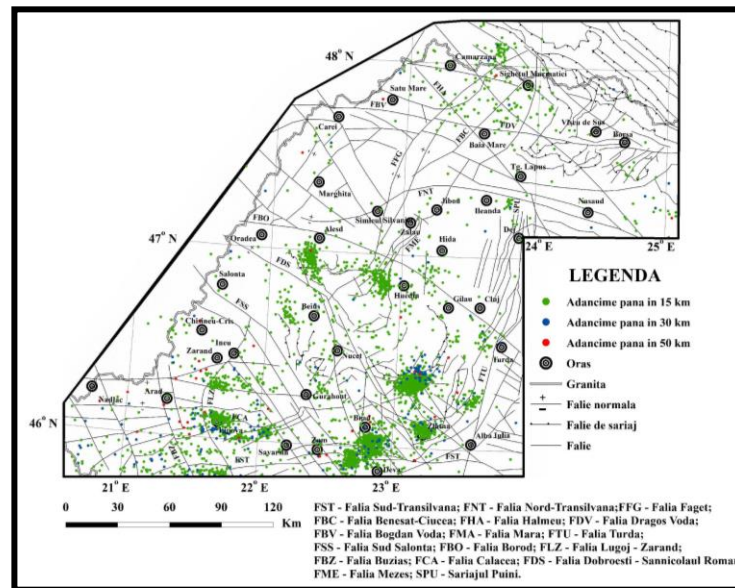 48° N
Camarzana
Sighetul Marmatiei
Satu Mare
FHA
FBV
Carei
FBC
FDV
Viseu de Sus
Borsa
Baia Mare
FFG
Tg. Lapus
Marghita
FNT
Jibou
Ileanda
SPU
Nasaud
Simleul Silvaniei
Zalau
FBO
47° N
Oradea
Alesd
FME
Hida
Dej
24° E
25° E
FDS
Salonta
Huedin
LEGENDA
FSS
Beius
Gilau
Cluj
Adancime pana in 15 km
Chisineu-Cris
Adancime pana in 30 km
Ineu
Zarand
Nucet
Turda
Adancime pana in 50 km
Oras
Granita
Nadlac
Arad
FLZ
Gurahont
FTU
Falie normala
46° N
FCA
Brad
Zlatna
Falie de sariaj
Savarsin
Zam
Alba Iulia
Falie
FST
Deva
FST
21° E
22° E
23° E
0 30 60 90 120
Km
FST - Falia Sud-Transilvana; FNT - Falia Nord-Transilvana;FFG - Falia Faget;
FBC - Falia Benesat-Ciucea; FHA - Falia Halmeu; FDV - Falia Dragos Voda;
FBV - Falia Bogdan Voda; FMA - Falia Mara; FTU - Falia Turda;
FSS - Falia Sud Salonta; FBO - Falia Borod; FLZ - Falia Lugoj - Zarand;
FBZ - Falia Buzias; FCA - Falia Calacea; FDS - Falia Dobroesti - Sannicolaul Roman
FME - Falia Mezes; SPU - Sariajul Puini.